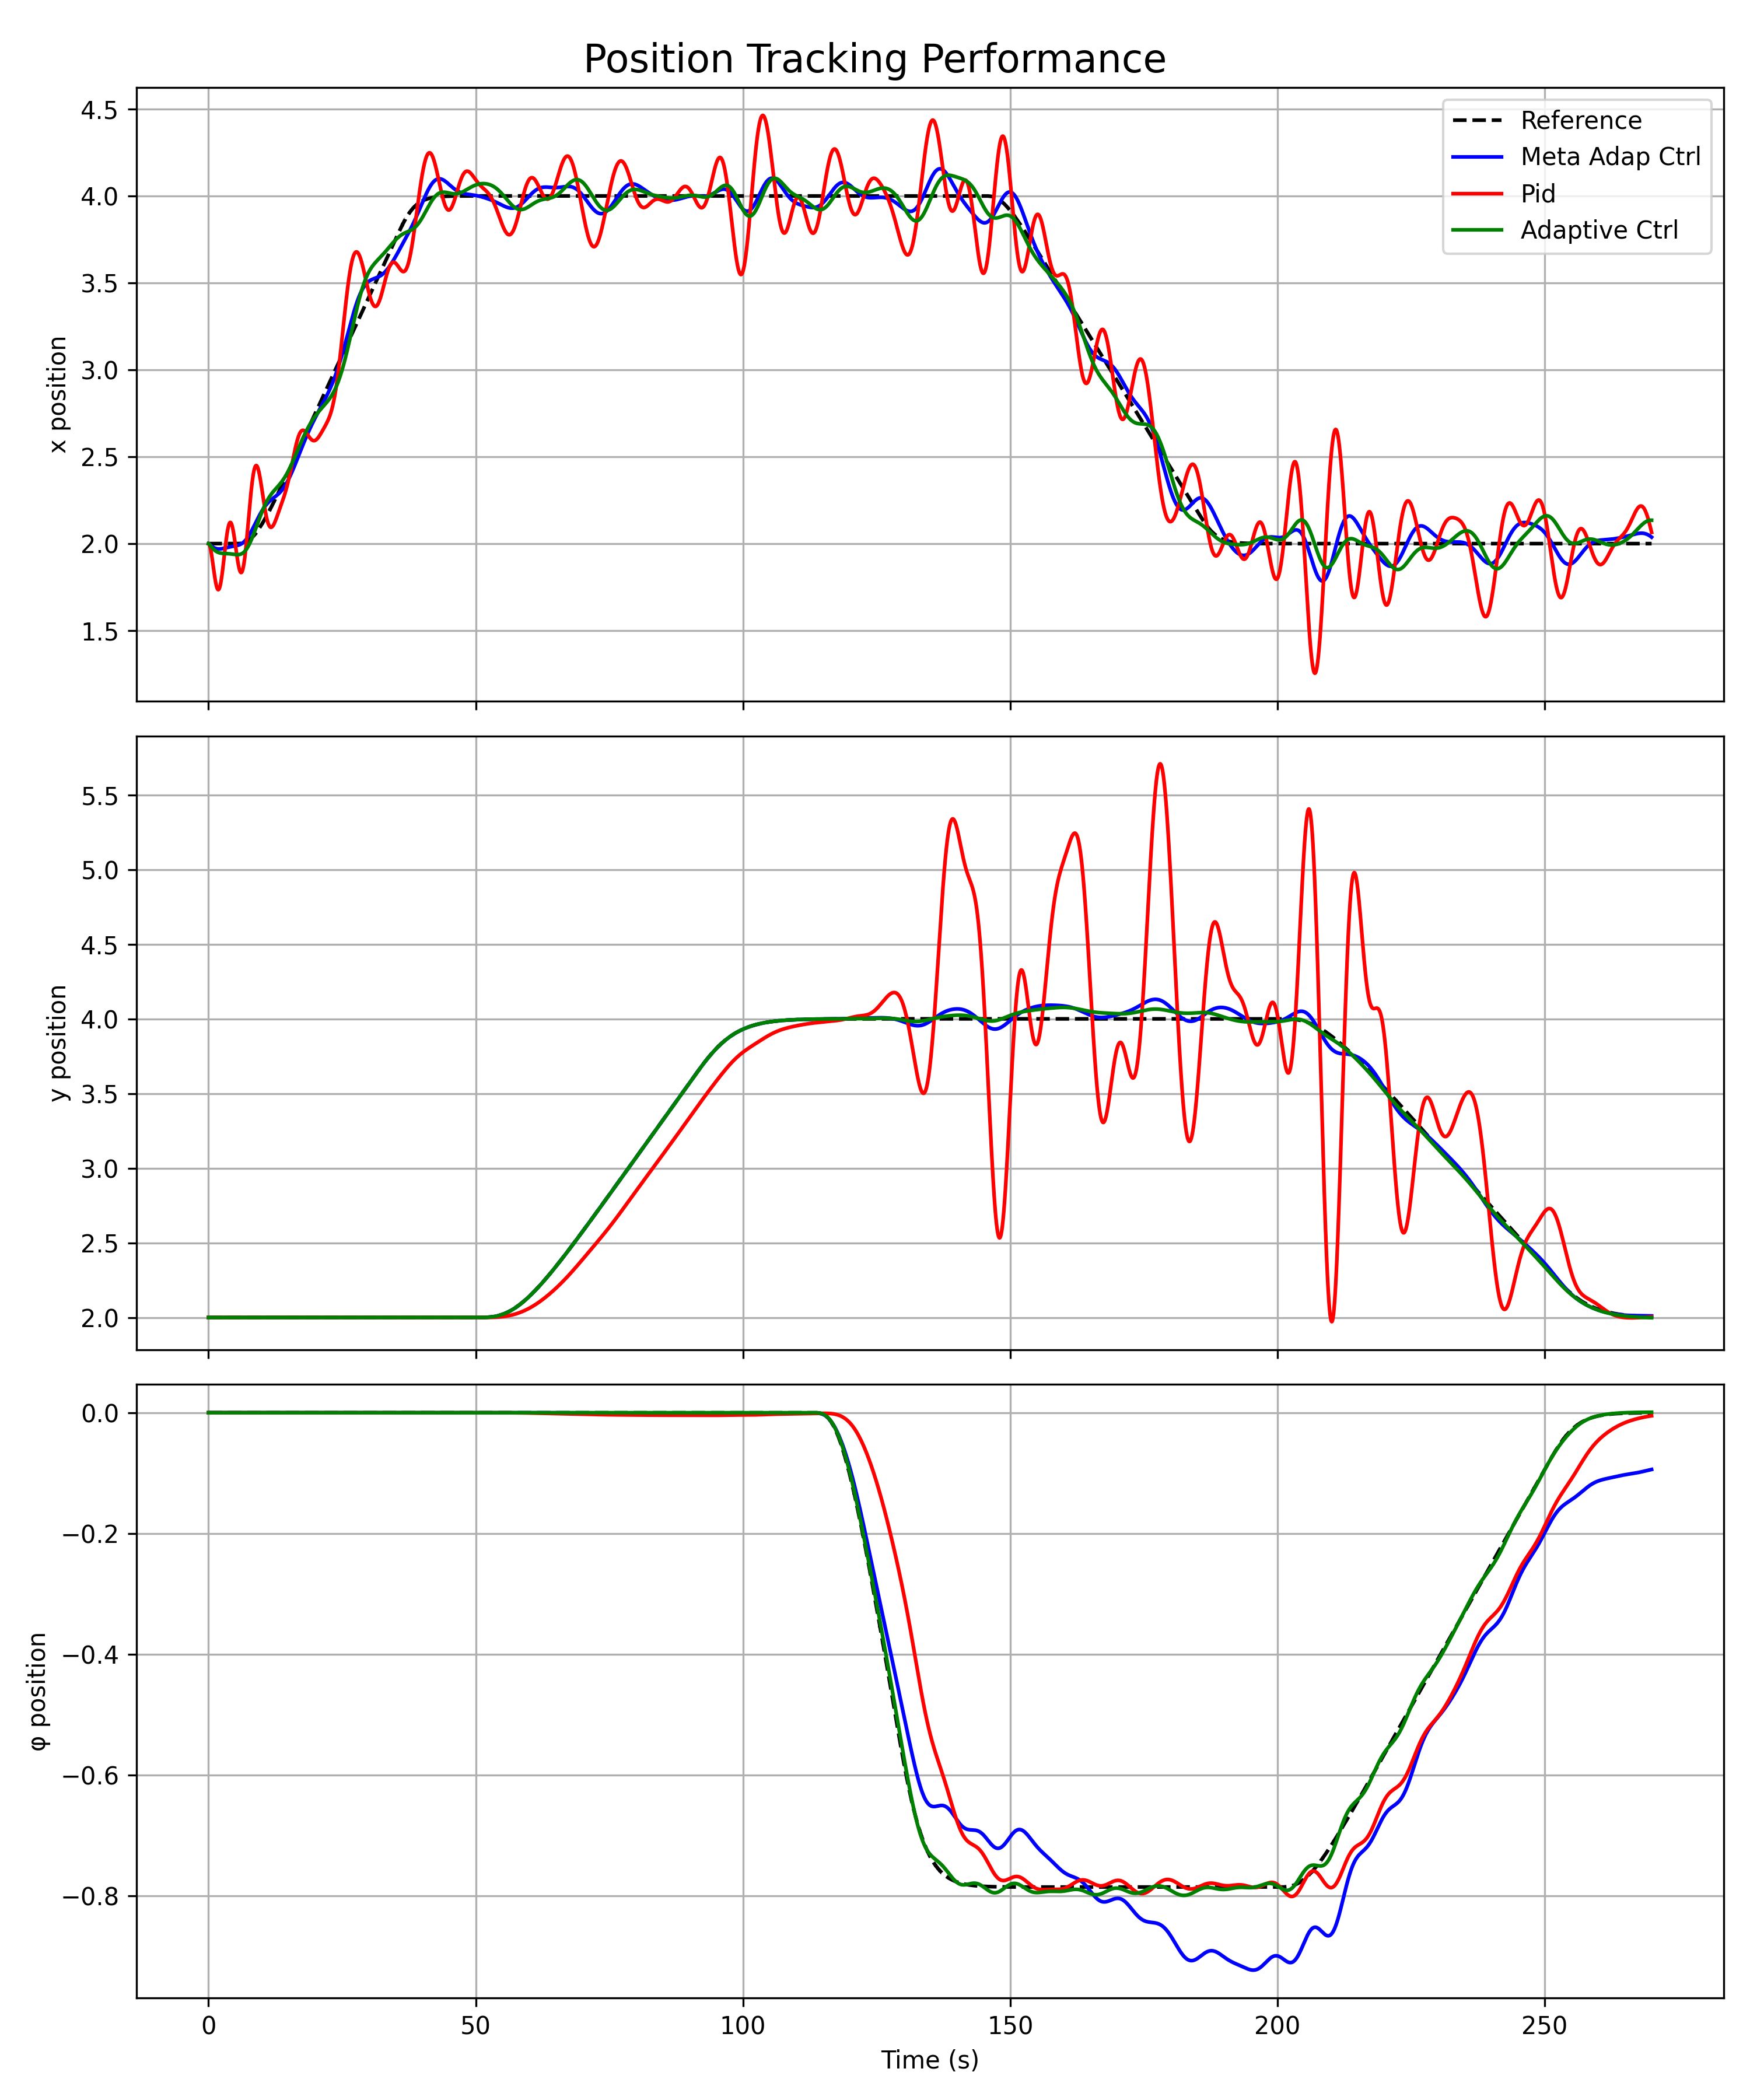 Position Tracking Performance
4.5
4.0
3.5
3.0
2.5
2.0
1.5
x position
Reference
Meta Adap Ctrl
Pid
Adaptive Ctrl
5.5
5.0
4.5
4.0
3.5
3.0
2.5
2.0
y position
0.0
−0.2
−0.4
−0.6
−0.8
φ position
0 50 100 150 200 250
Time (s)